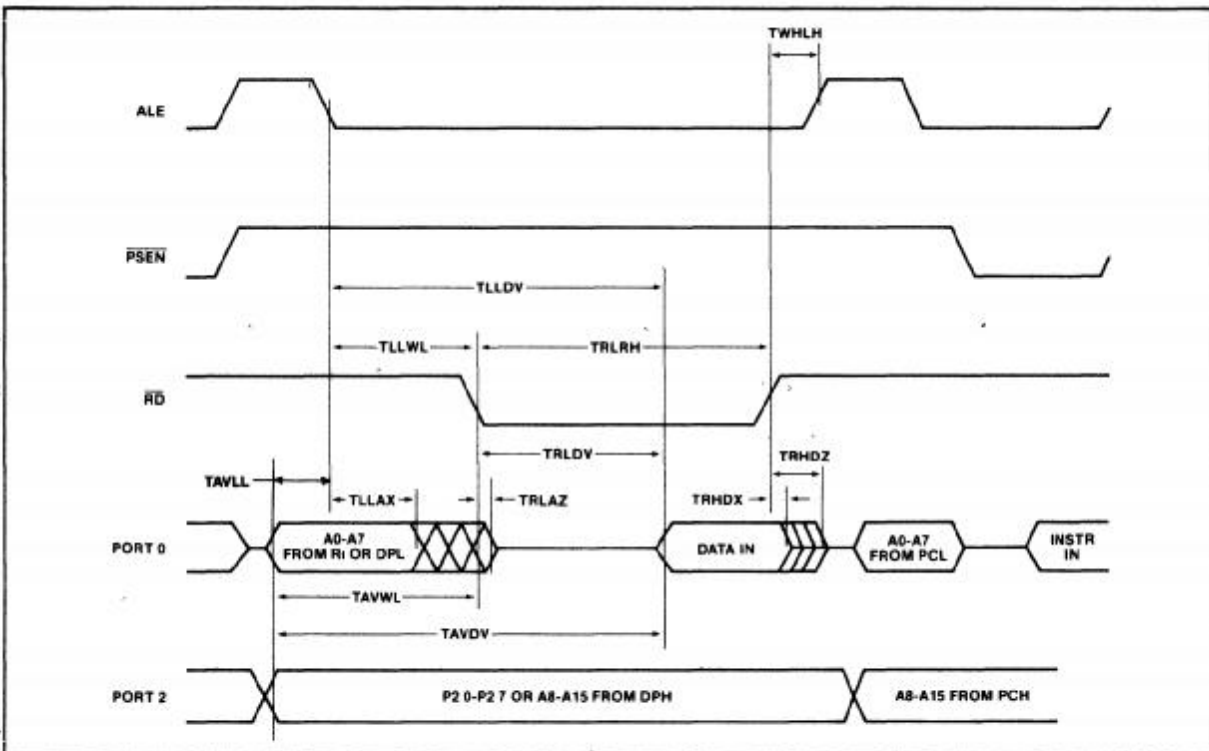 TWHLH
ALE
PSEN
TLLDV
TLLWL
TRLRH
RD
TRLDV
TRHDZ
TAVLL
TLLAX
TRLAZ
TRHDX
PORT 0
A0-A7
FROM RI OR DPL
DATA IN
A0-A7
FROM PCL
INSTR
IN
TAVWL
TAVDV
PORT 2
P2 0-P2 7 OR A8-A15 FROM DPH
A8-A15 FROM PCH